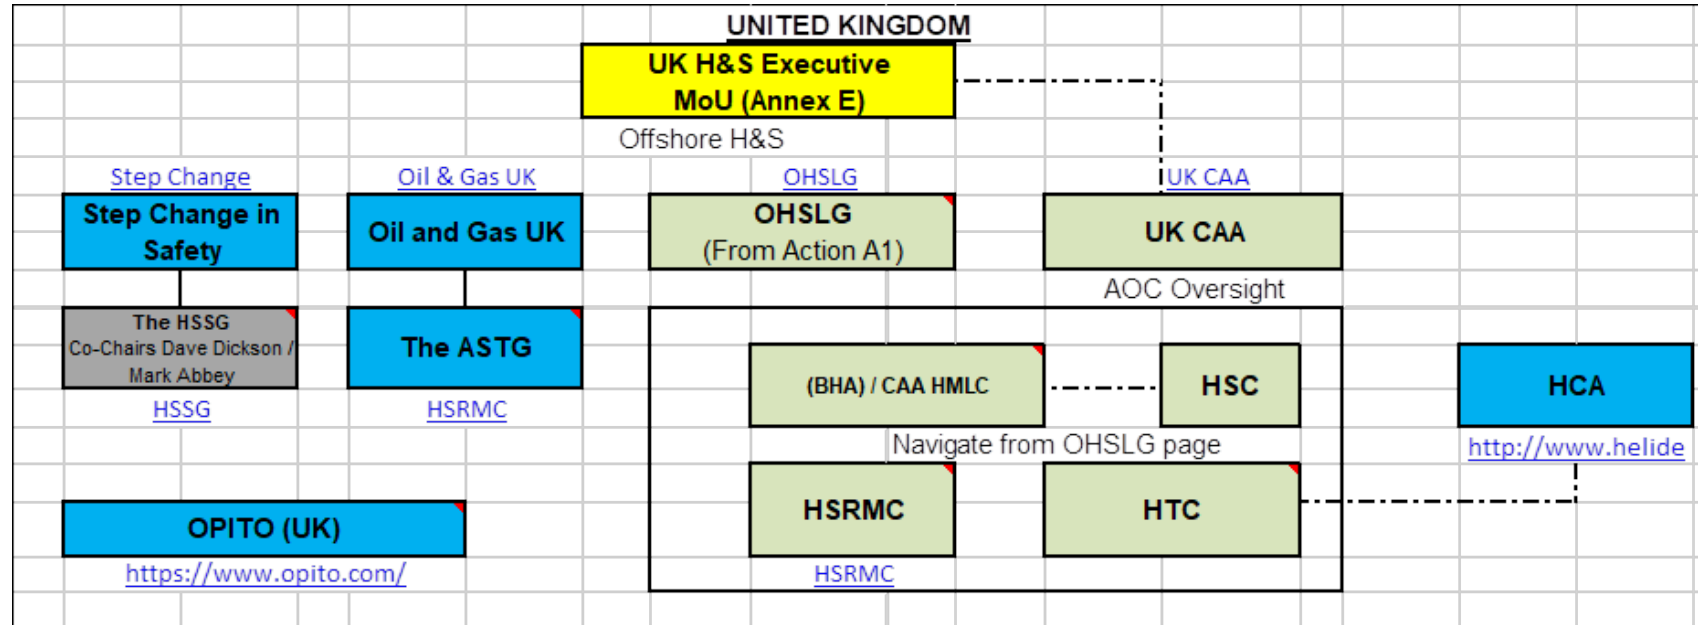 UNITED KINGDOM
UK H&S Executive
MoU (Annex E)
Offshore H&S
Step Change
Oil & Gas UK
OHSLG
UK CAA
Step Change in
Safety
Oil and Gas UK
OHSLG
(From Action A1)
UK CAA
AOC Oversight
The HSSG
Co-Chairs Dave Dickson /
Mark Abbey
The ASTG
(BHA) / CAA HMLC
HSC
HCA
HSSG
HSRMC
Navigate from OHSLG page
http://www.helide
HSRMC
HTC
OPITO (UK)
https://www.opito.com/
HSRMC